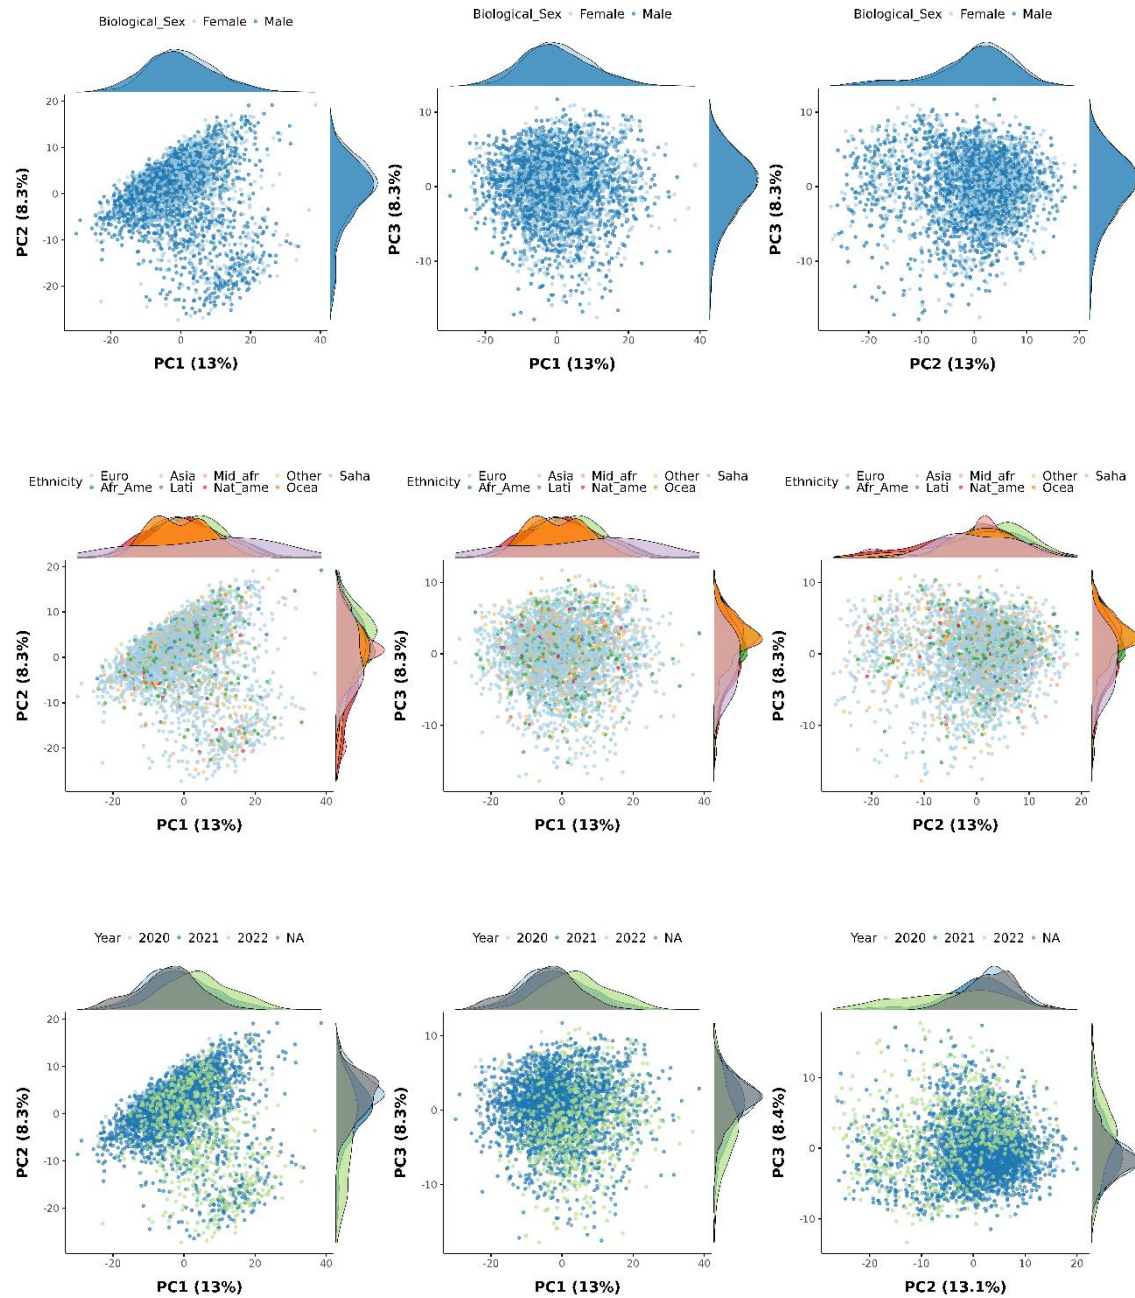 Biological_Sex Female Male
Biological_Sex Female Male
Biological_Sex Female Male
20
10
0
-10
-20
PC2 (8.3%)
-20 0 20 40
PC1 (13%)
10
0
-10
PC3 (8.3%)
-20 0 20 40
PC1 (13%)
10
0
-10
PC3 (8.3%)
-20 -10 0 10 20
PC2 (13%)
Ethnicity Euro Asia Mid_afr Other Saha
Afr_Ame Lati Nat_ame Ocea
Ethnicity Euro Asia Mid_afr Other Saha
Afr_Ame Lati Nat_ame Ocea
Ethnicity Euro Asia Mid_afr Other Saha
Afr_Ame Lati Nat_ame Ocea
20
10
0
-10
-20
PC2 (8.3%)
-20 0 20 40
PC1 (13%)
10
0
-10
PC3 (8.3%)
-20 0 20 40
PC1 (13%)
10
0
-10
PC3 (8.3%)
-20 -10 0 10 20
PC2 (13%)
Year 2020 2021 2022 NA
Year 2020 2021 2022 NA
Year 2020 2021 2022 NA
20
10
0
-10
-20
PC2 (8.3%)
-20 0 20 40
PC1 (13%)
10
0
-10
PC3 (8.3%)
-20 0 20 40
PC1 (13%)
20
10
0
-10
PC3 (8.4%)
-20 -10 0 10 20
PC2 (13.1%)